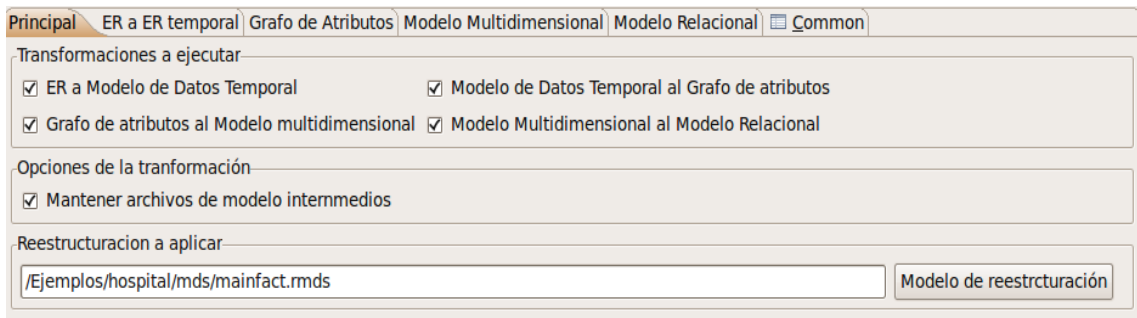 Principal ER a ER temporal Grafo de Atributos Modelo Multidimensional Modelo Relacional Common
Transformaciones a ejecutar
ER a Modelo de Datos Temporal Modelo de Datos Temporal al Grafo de atributos
Grafo de atributos al Modelo multidimensional Modelo Multidimensional al Modelo Relacional
Opciones de la tranformación
Mantener archivos de modelo internmedios
Reestructuracion a aplicar
/Ejemplos/hospital/mds/mainfact.rmds Modelo de reestrcturación